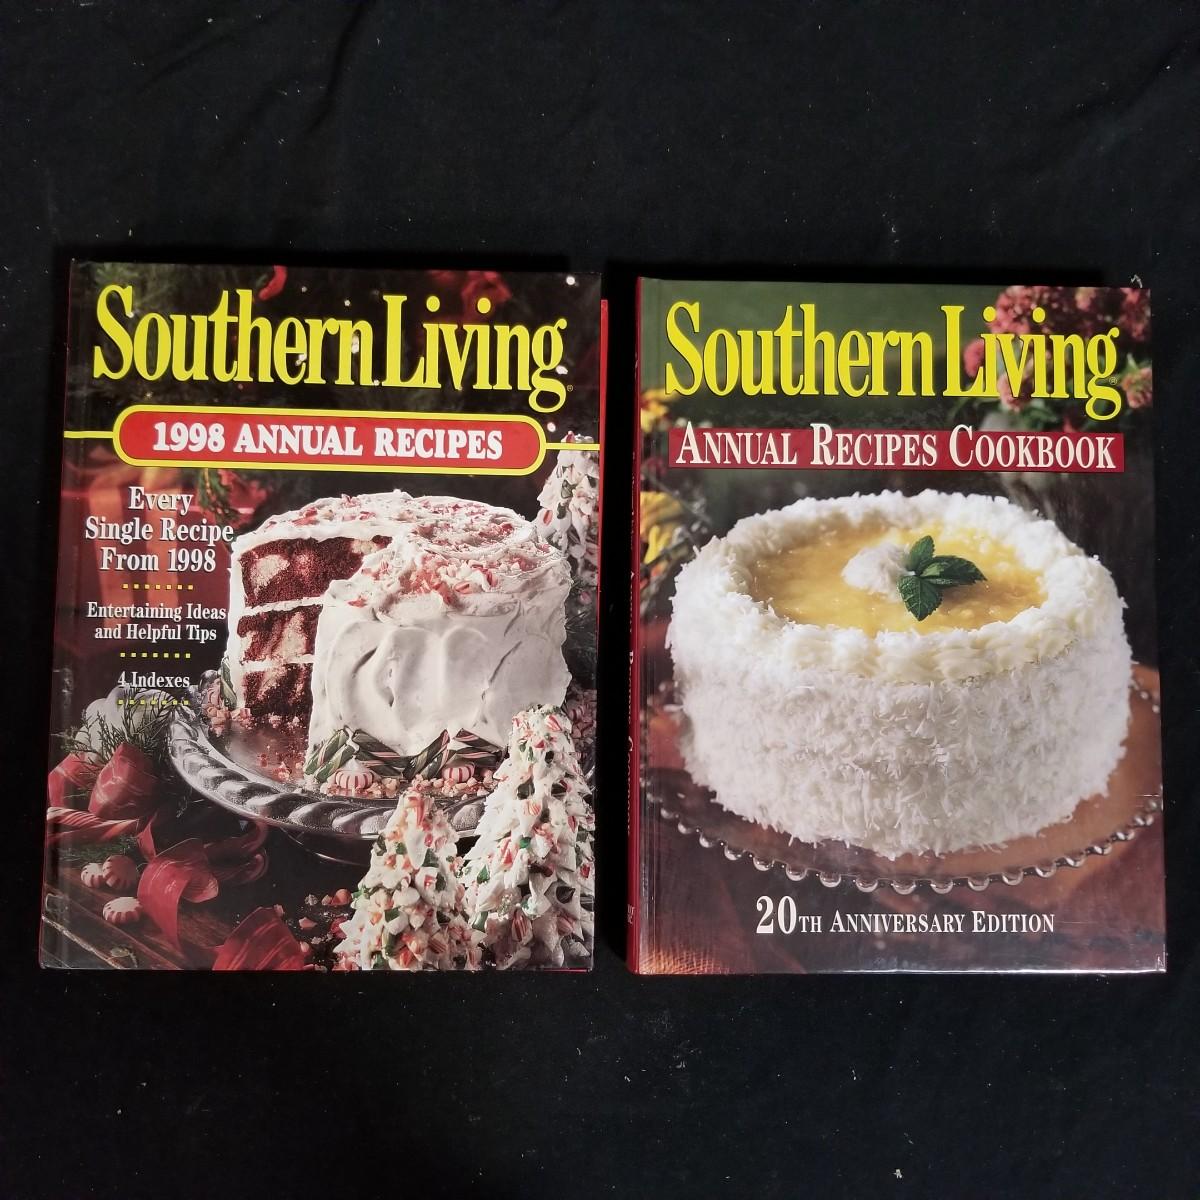 Southern Living®
1998 ANNUAL RECIPES
Every
Single Recipe
From 1998
Entertaining Ideas
and Helpful Tips
4 Indexes
Southern Living®
ANNUAL RECIPES COOKBOOK
20TH ANNIVERSARY EDITION